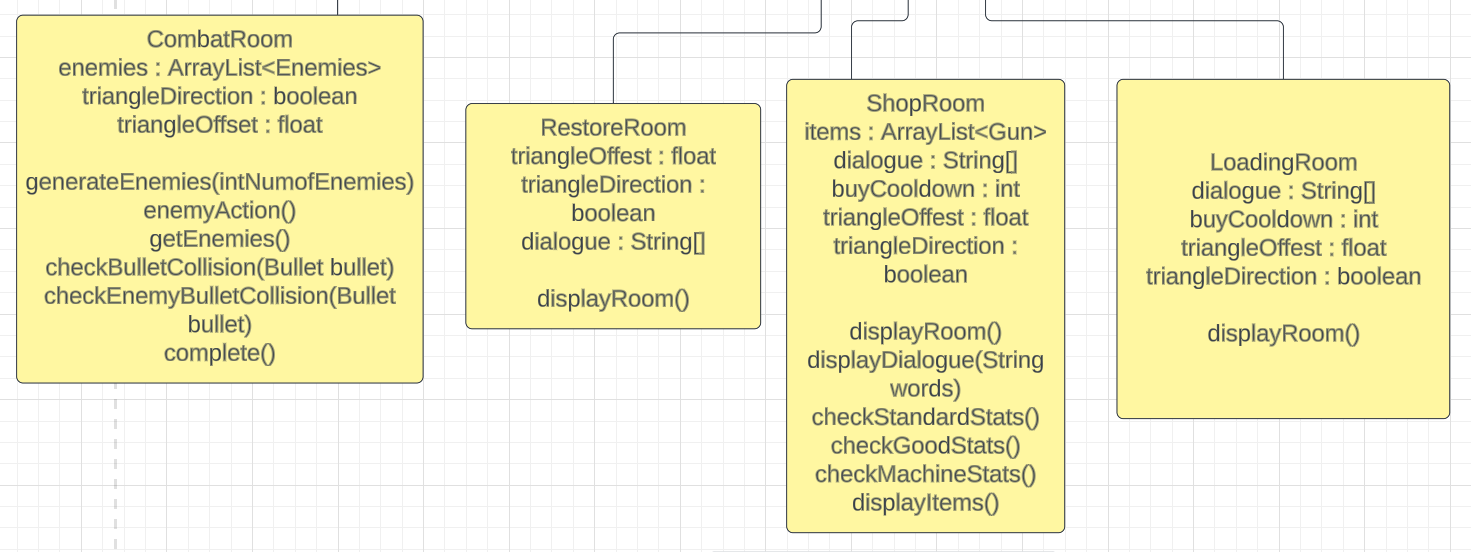 CombatRoom
enemies : ArrayList<Enemies>
triangleDirection : boolean
triangleOffset : float
generateEnemies(intNumofEnemies)
enemyAction()
getEnemies()
checkBulletCollision(Bullet bullet)
checkEnemyBulletCollision(Bullet
bullet)
complete()
RestoreRoom
triangleOffest : float
triangleDirection :
boolean
dialogue : String[]
displayRoom()
ShopRoom
items : ArrayList<Gun>
dialogue : String[]
buyCooldown : int
triangleOffest : float
triangleDirection :
boolean
displayRoom()
displayDialogue(String
words)
checkStandardStats()
checkGoodStats()
checkMachineStats()
displayItems()
LoadingRoom
dialogue : String[]
buyCooldown : int
triangleOffest : float
triangleDirection : boolean
displayRoom()